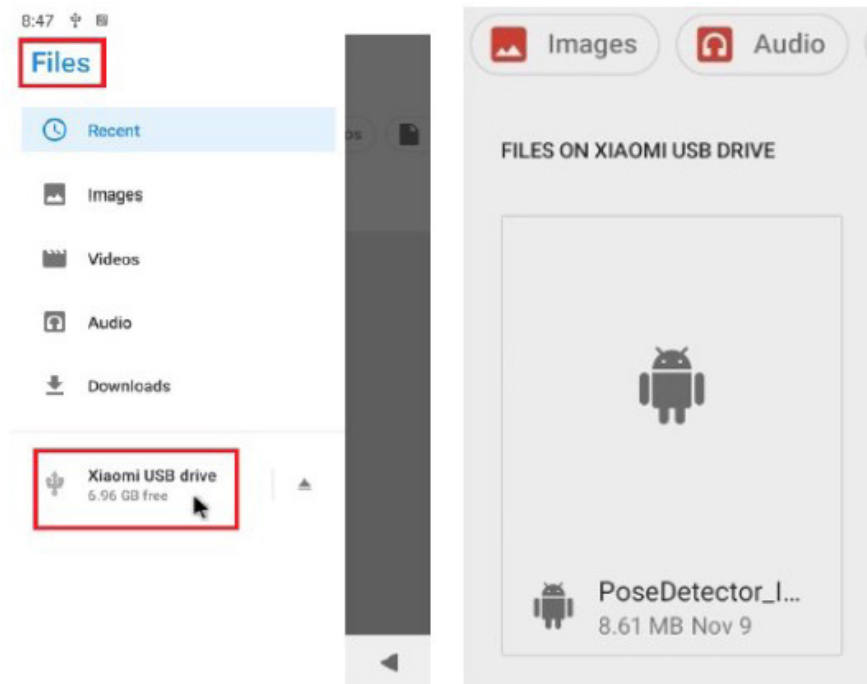 8:47
Files
Recent
Images
Videos
Audio
Downloads
Xiaomi USB drive
6.96 GB free
Images
Audio
FILES ON XIAOMI USB DRIVE
PoseDetector_I...
8.61 MB Nov 9